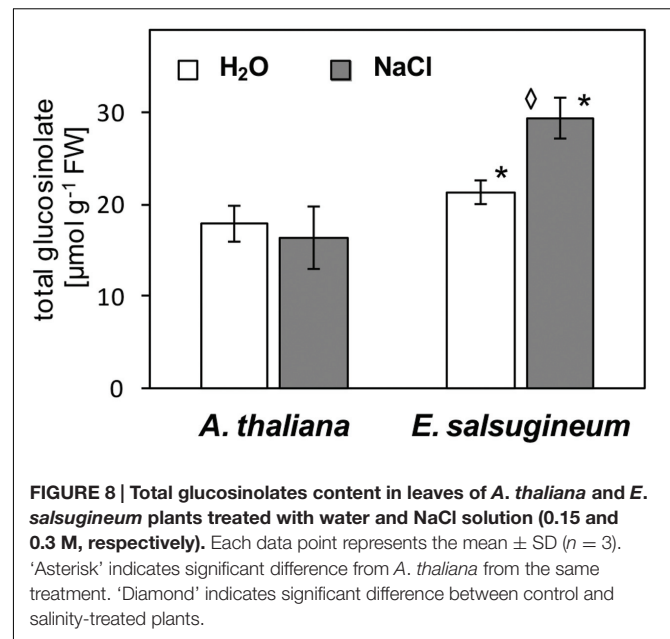 H₂O NaCl
30
20
10
0
total glucosinolate
[µmol g⁻¹ FW]
*
◊
*
A. thaliana E. salsugineum
FIGURE 8 | Total glucosinolates content in leaves of A. thaliana and E.
salsugineum plants treated with water and NaCl solution (0.15 and
0.3 M, respectively). Each data point represents the mean ± SD (n = 3).
‘Asterisk’ indicates significant difference from A. thaliana from the same
treatment. ‘Diamond’ indicates significant difference between control and
salinity-treated plants.